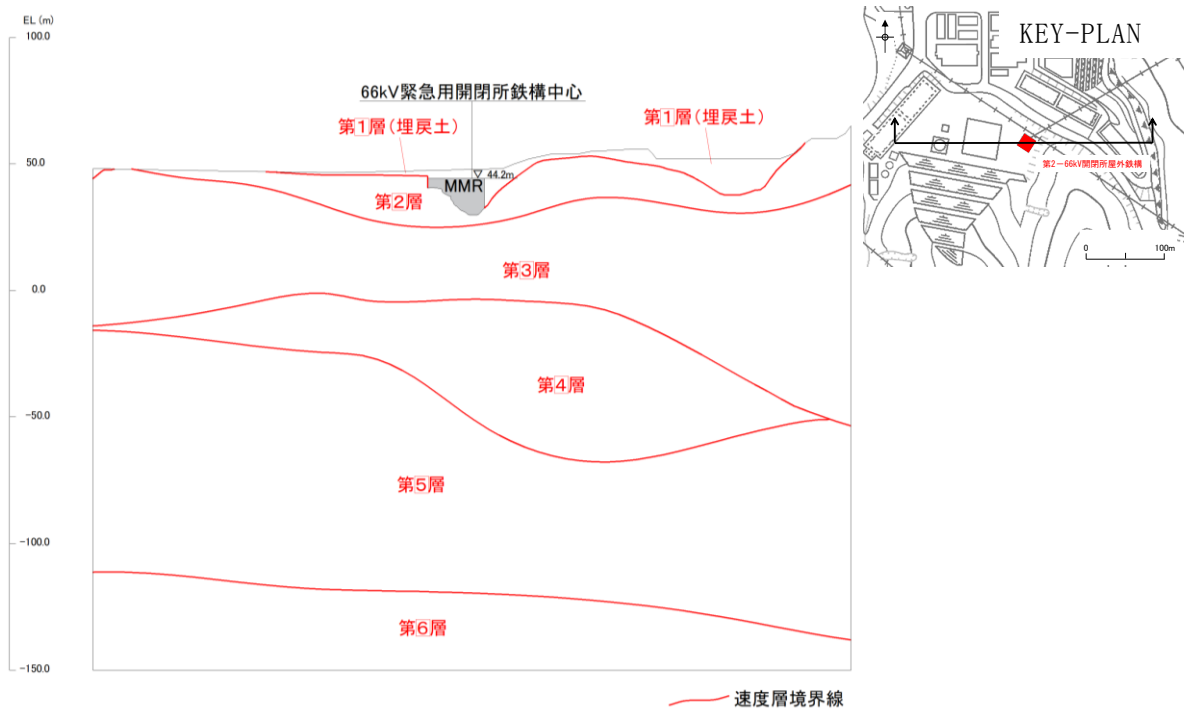 EL (m)
100.0
50.0
0.0
-50.0
-100.0
-150.0
66kV緊急用開閉所鉄構中心
第1層(埋戻土)
第1層(埋戻土)
44.2m
MMR
第2層
第3層
第4層
第5層
第6層
速度層境界線
KEY-PLAN
第2-66kV開閉所屋外鉄構
0
100m